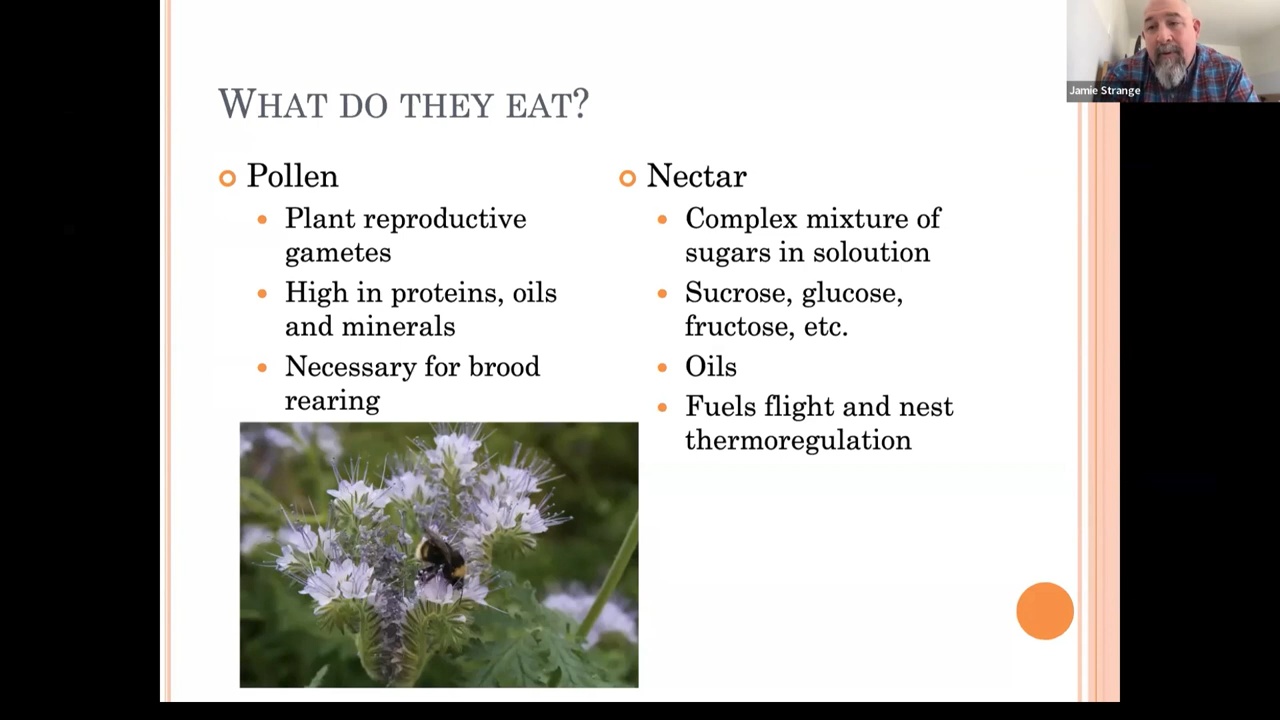 WHAT DO THEY EAT?
Pollen
Plant reproductive
gametes
High in proteins, oils
and minerals
Necessary for brood
rearing
Nectar
Complex mixture of
sugars in soloution
Sucrose, glucose,
fructose, etc.
Oils
Fuels flight and nest
thermoregulation
Jamie Strange